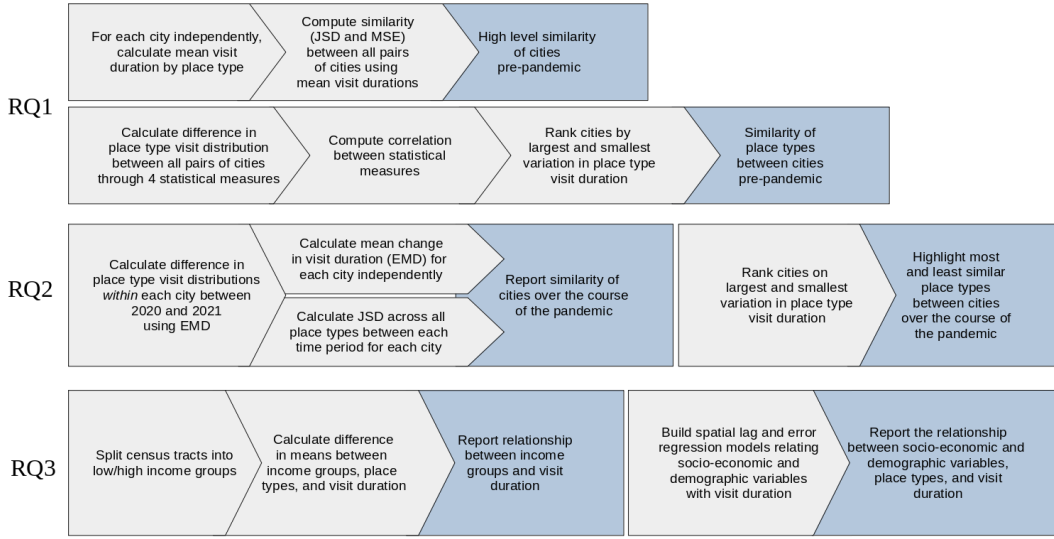 RQ1
For each city independently,
calculate mean visit
duration by place type
Compute similarity
(JSD and MSE)
between all pairs
of cities using
mean visit durations
High level similarity
of cities
pre-pandemic
Calculate difference in
place type visit distribution
between all pairs of cities
through 4 statistical measures
Compute correlation
between statistical
measures
Rank cities by
largest and smallest
variation in place type
visit duration
Similarity of
place types
between cities
pre-pandemic
RQ2
Calculate difference in
place type visit distributions
within each city between
2020 and 2021
using EMD
Calculate mean change
in visit duration (EMD) for
each city independently
Calculate JSD across all
place types between each
time period for each city
Report similarity of
cities over the course
of the pandemic
Rank cities on
largest and smallest
variation in place type
visit duration
Highlight most
and least similar
place types
between cities
over the course of
the pandemic
RQ3
Split census tracts into
low/high income groups
Calculate difference
in means between
income groups, place
types, and visit duration
Report relationship
between income
groups and visit
duration
Build spatial lag and error
regression models relating
socio-economic and
demographic variables
with visit duration
Report the relationship
between socio-economic and
demographic variables,
place types, and visit
duration